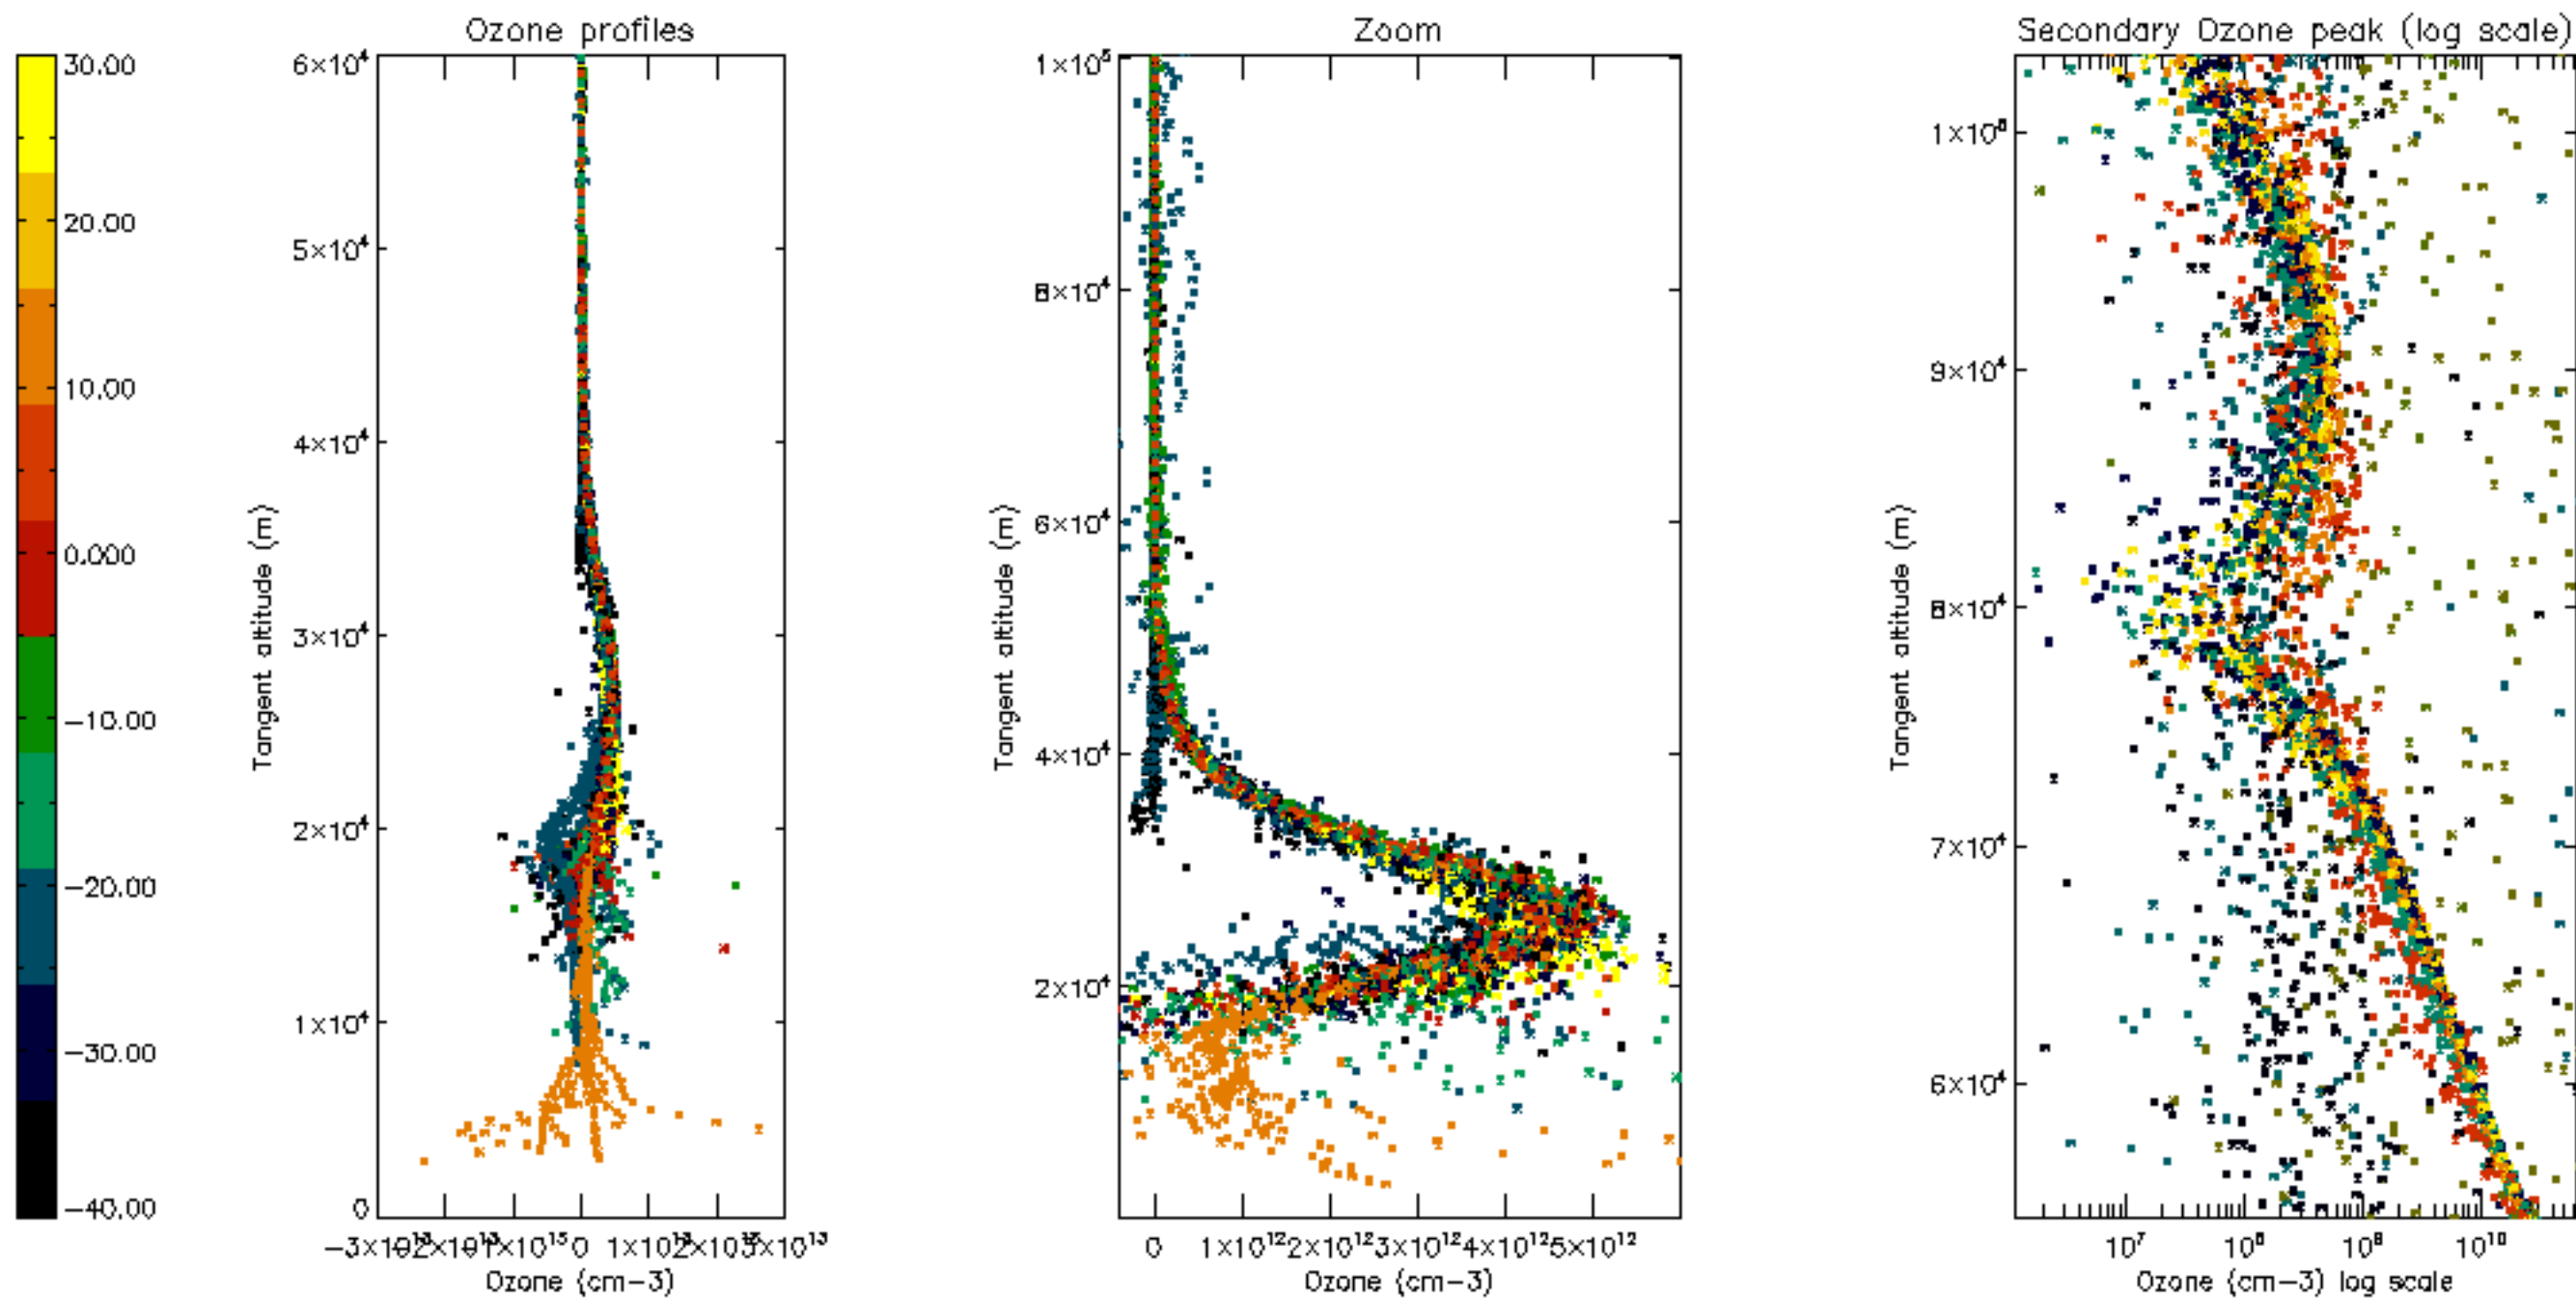 Ozone profiles
Zoom
Secondary Ozone peak (log scale)
30.00
20.00
10.00
0.000
−10.00
−20.00
−30.00
−40.00
6×10⁴
5×10⁴
4×10⁴
3×10⁴
2×10⁴
1×10⁴
0
Tangent altitude (m)
0
Ozone (cm−3)
1×10⁵
8×10⁴
6×10⁴
4×10⁴
2×10⁴
Tangent altitude (m)
0 1×10¹² 2×10¹² 3×10¹² 4×10¹² 5×10¹²
Ozone (cm−3)
9×10⁴
8×10⁴
7×10⁴
6×10⁴
Tangent altitude (m)
10⁷ 10⁸ 10⁹ 10¹⁰
Ozone (cm−3) log scale